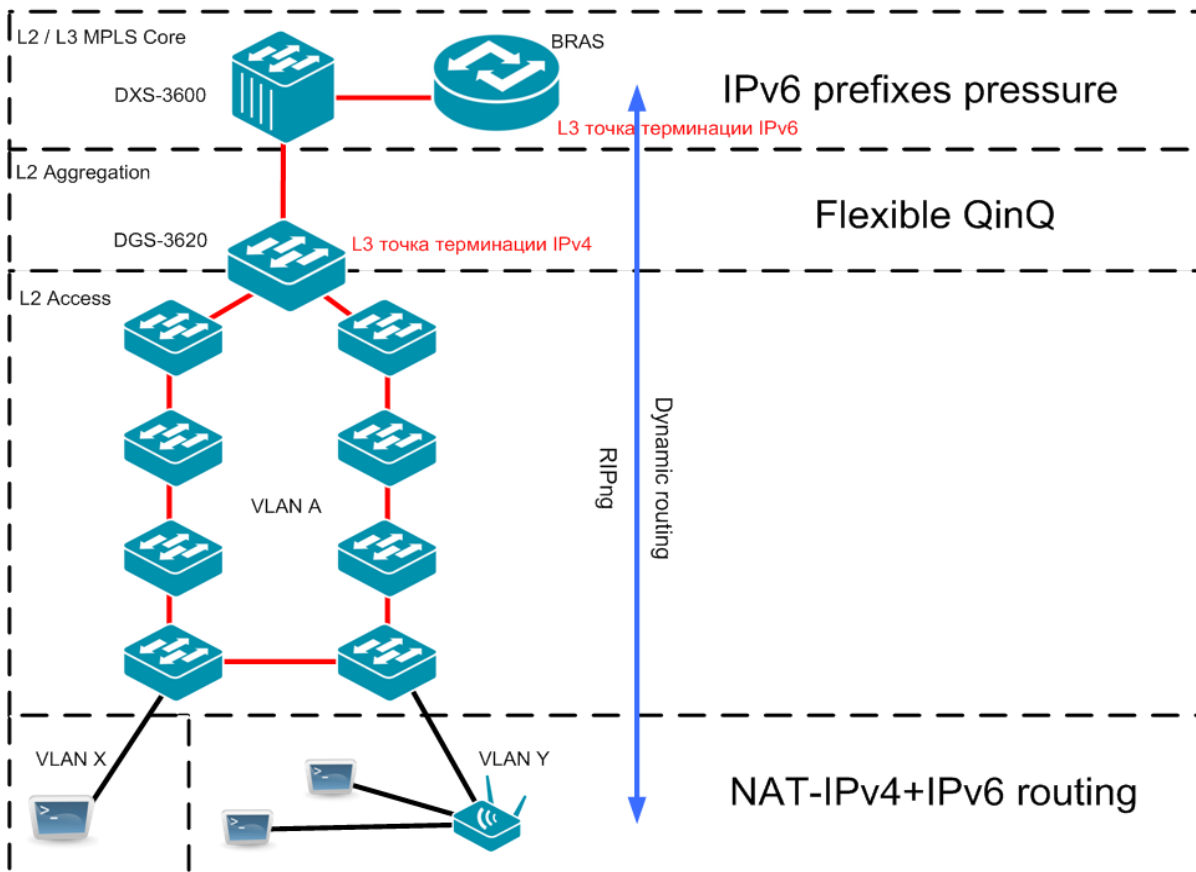 L2 / L3 MPLS Core
BRAS
DXS-3600
IPv6 prefixes pressure
L3 точка терминации IPv6
L2 Aggregation
Flexible QinQ
DGS-3620
L3 точка терминации IPv4
L2 Access
Dynamic routing
RIPng
VLAN A
VLAN X
VLAN Y
>_
>_
>_
NAT-IPv4+IPv6 routing